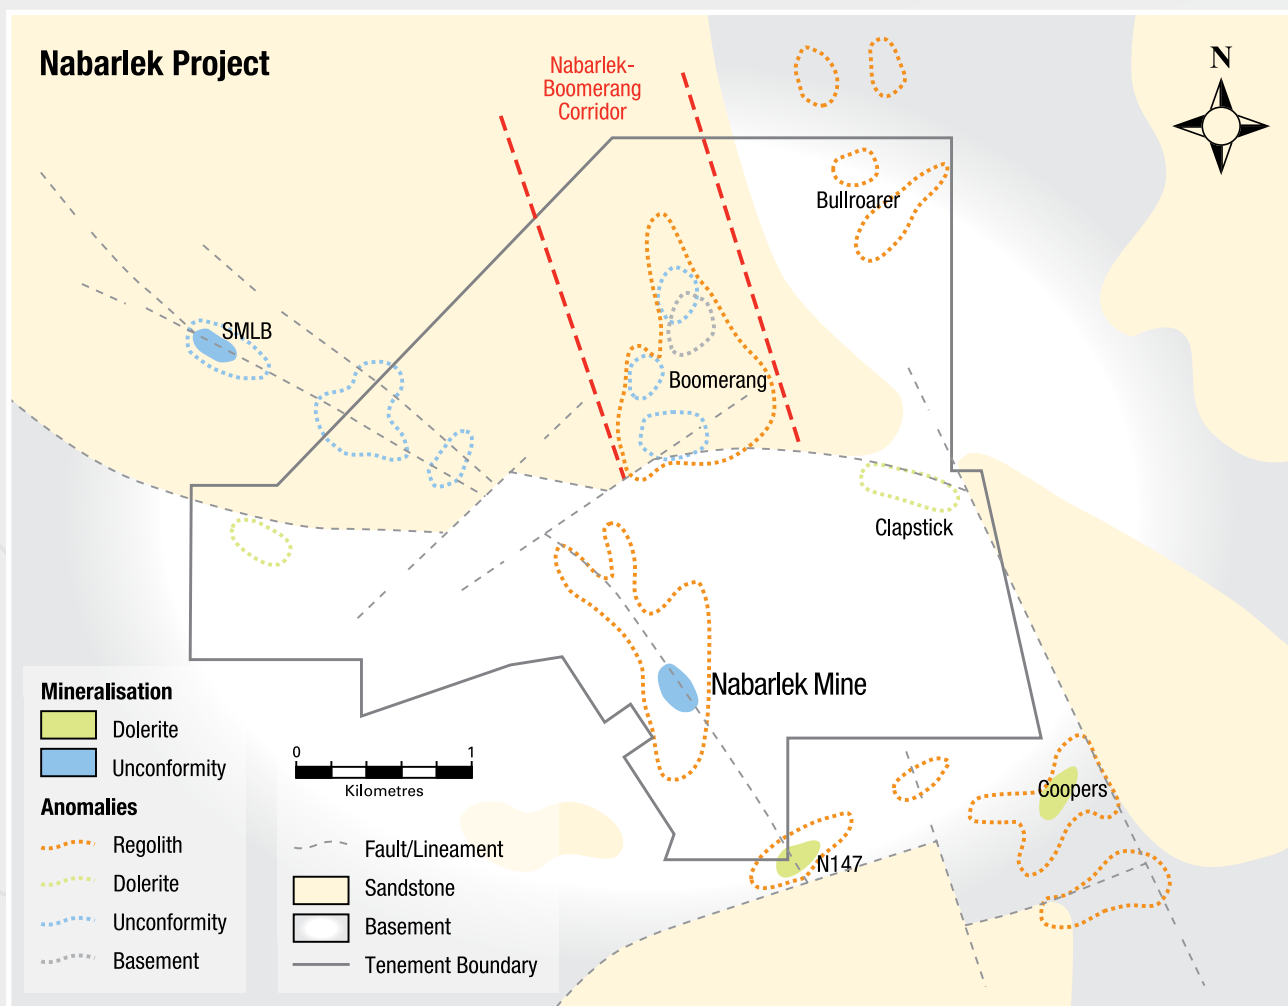 Nabarlek Project
Nabarlek-
Boomerang
Corridor
N
Bullroarer
SMLB
Boomerang
Clapstick
Nabarlek Mine
Coopers
N147
Mineralisation
Dolerite
Unconformity
Anomalies
Regolith
Dolerite
Unconformity
Basement
0 1
Kilometres
Fault/Lineament
Sandstone
Basement
Tenement Boundary